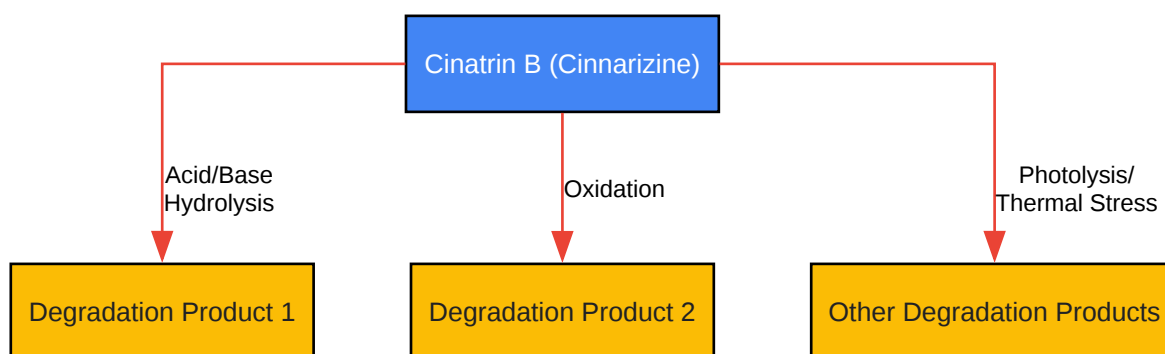 Cinatrin B (Cinnarizine)
Acid/Base
Hydrolysis
Oxidation
Photolysis/
Thermal Stress
Degradation Product 1
Degradation Product 2
Other Degradation Products